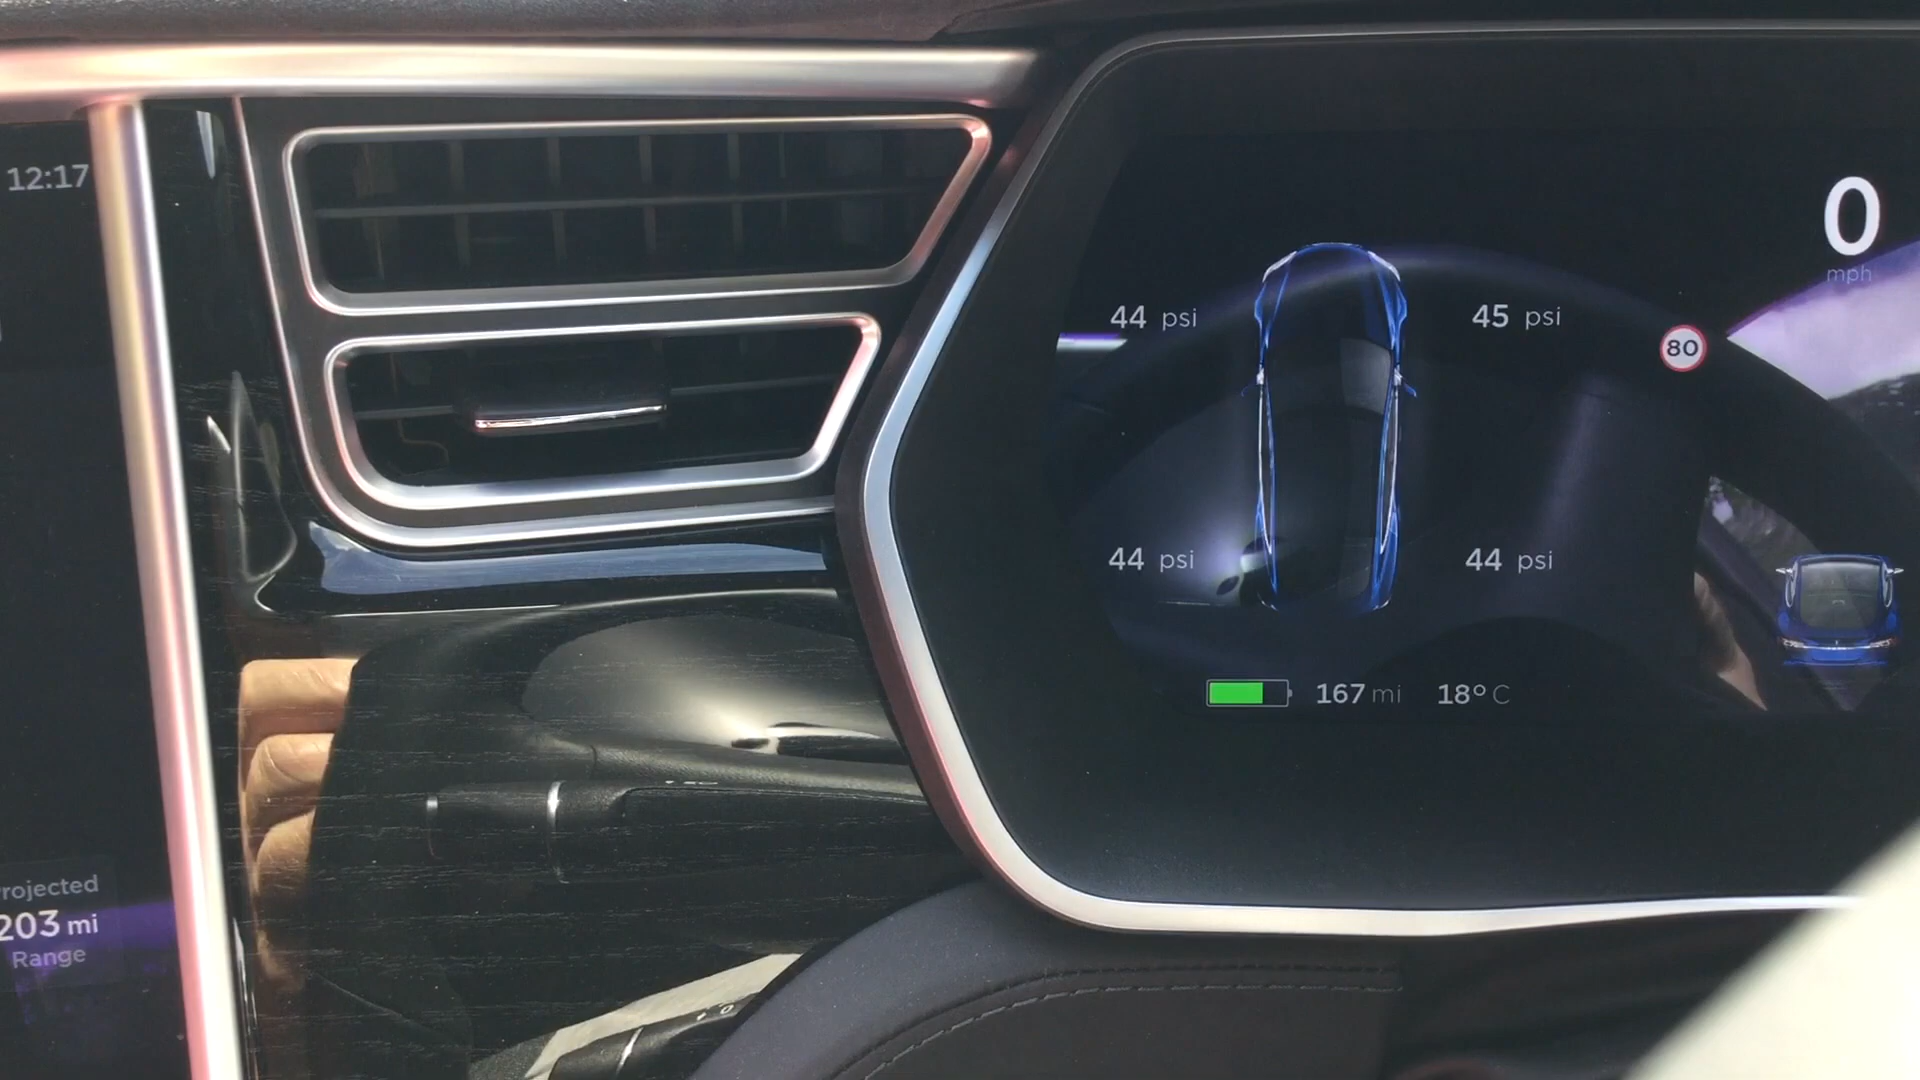 12:17
0
mph
44 psi
45 psi
80
44 psi
44 psi
167 mi 18° C
rojected
203 mi
Range